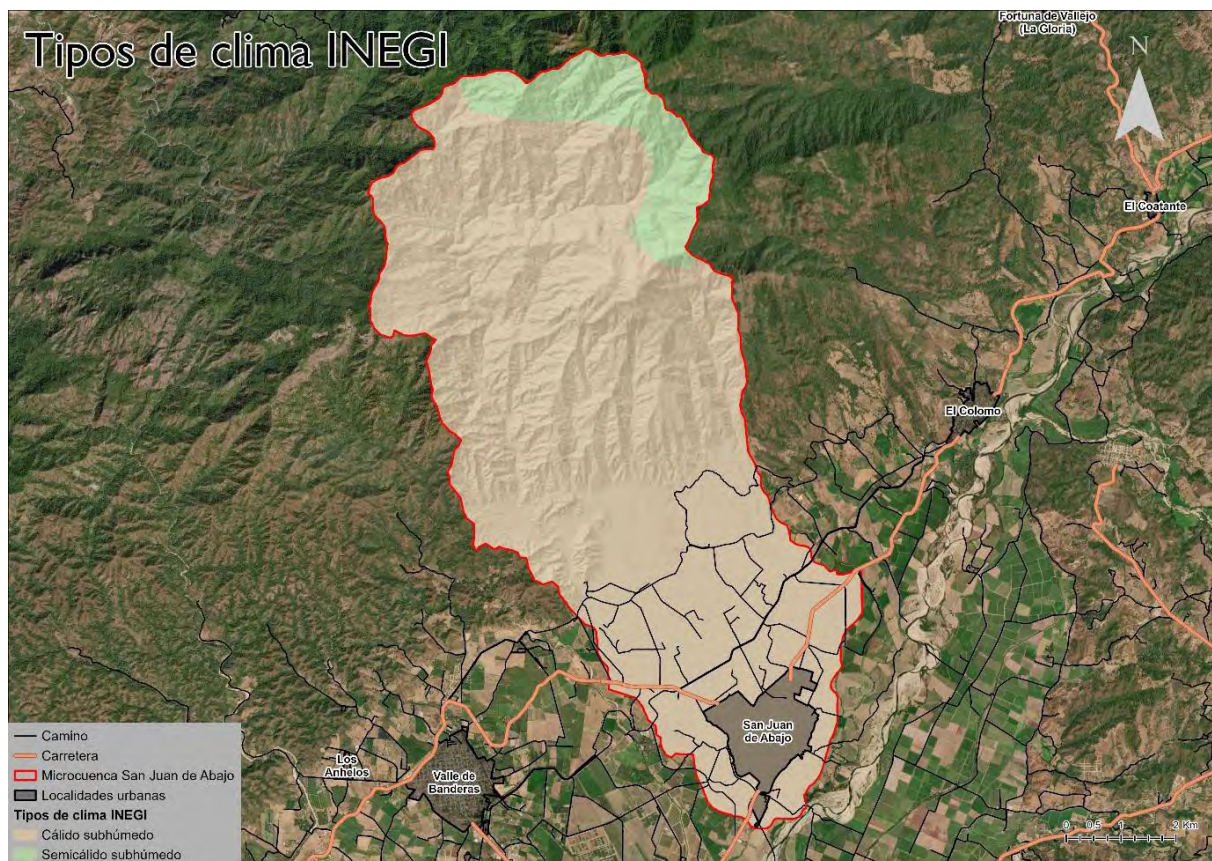 Tipos de clima INEGI
Fortuna de Vallejo
(La Gloria)
N
El Coatante
El Colomo
San Juan
de Abajo
Los
Anhelos
Valle de
Banderas
Camino
Carretera
Microcuenca San Juan de Abajo
Localidades urbanas
Tipos de clima INEGI
Cálido subhúmedo
Semicálido subhúmedo
0 0.5 1 2 Km